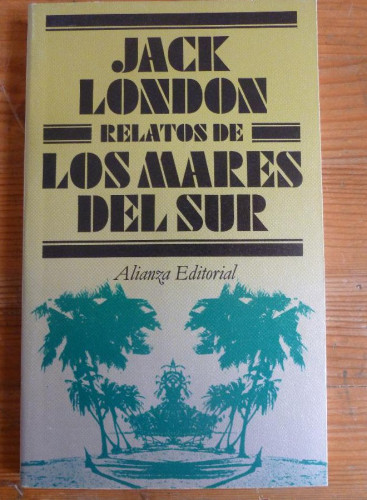 JACK
LONDON
RELATOS DE
LOS MARES
DEL SUR
Alianza Editorial